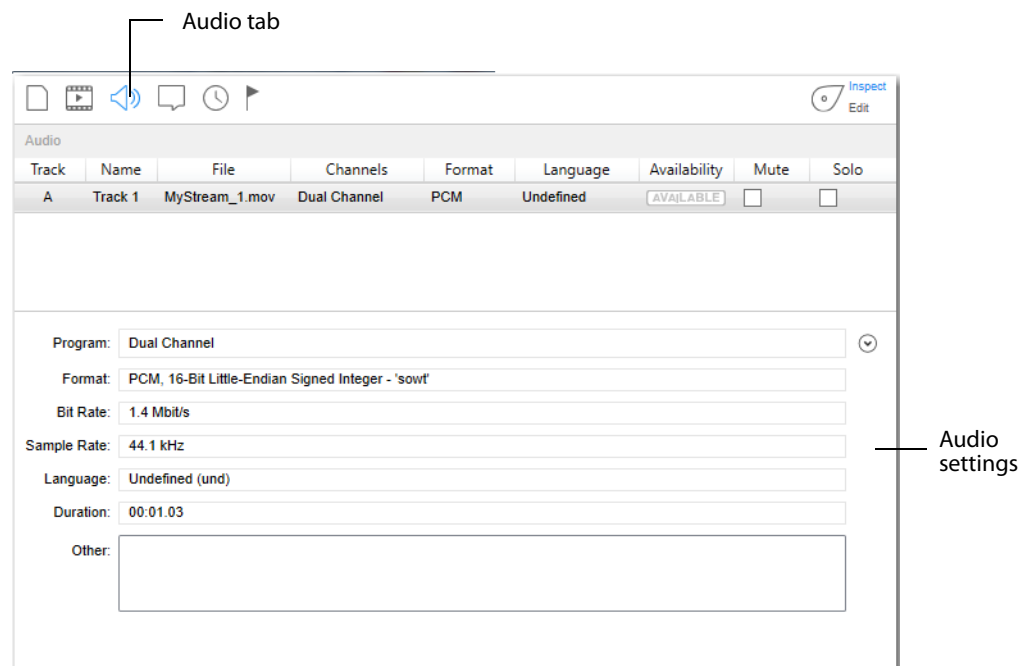 Audio tab
Inspect
Edit
Audio
Track Name File Channels Format Language Availability Mute Solo
A Track 1 MyStream_1.mov Dual Channel PCM Undefined AVAILABLE
Program: Dual Channel
Format: PCM, 16-Bit Little-Endian Signed Integer - 'sowt'
Bit Rate: 1.4 Mbit/s
Sample Rate: 44.1 kHz
Language: Undefined (und)
Duration: 00:01.03
Other:
Audio
settings